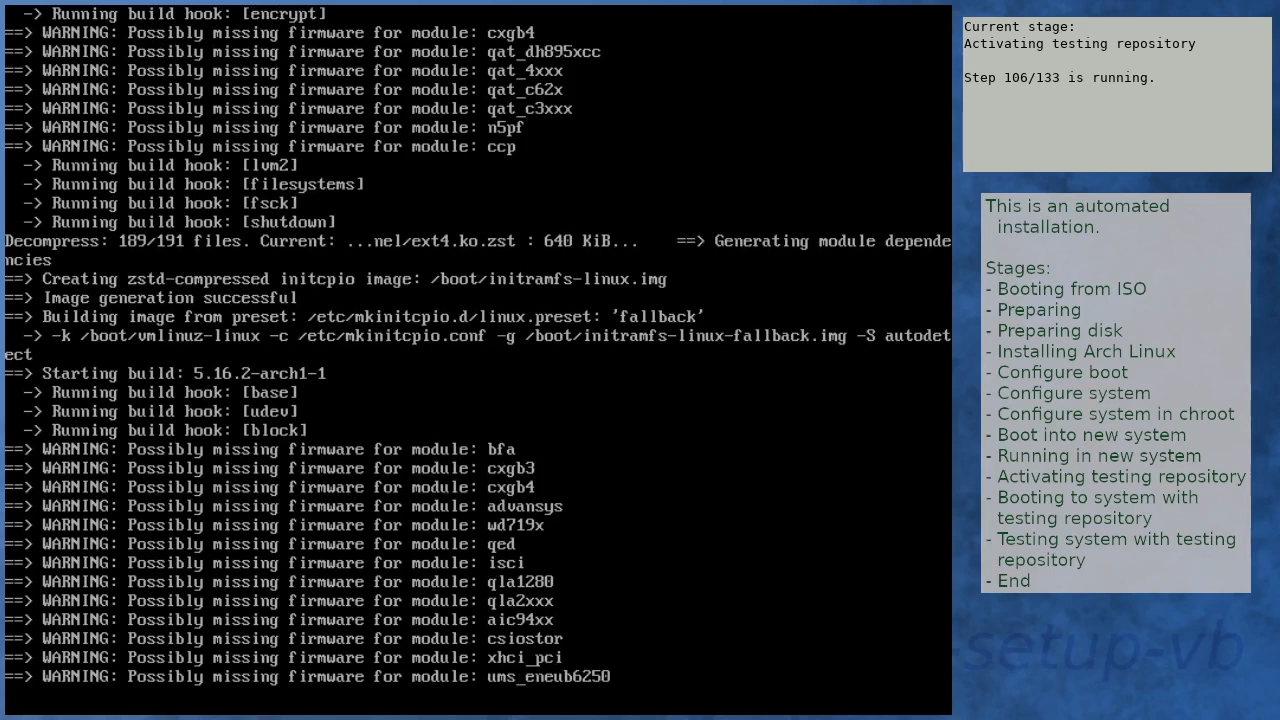 -> Running build hook: [encrypt]
==> WARNING: Possibly missing firmware for module: cxgb4
==> WARNING: Possibly missing firmware for module: qat_dh895xcc
==> WARNING: Possibly missing firmware for module: qat_4xxx
==> WARNING: Possibly missing firmware for module: qat_c62x
==> WARNING: Possibly missing firmware for module: qat_c3xxx
==> WARNING: Possibly missing firmware for module: n5pf
==> WARNING: Possibly missing firmware for module: ccp
-> Running build hook: [lvm2]
-> Running build hook: [filesystems]
-> Running build hook: [fsck]
-> Running build hook: [shutdown]
Decompress: 189/191 files. Current: ...nel/ext4.ko.zst : 640 KiB...    ==> Generating module depende
ncies
==> Creating zstd-compressed initcpio image: /boot/initramfs-linux.img
==> Image generation successful
==> Building image from preset: /etc/mkinitcpio.d/linux.preset: 'fallback'
-> -k /boot/vmlinuz-linux -c /etc/mkinitcpio.conf -g /boot/initramfs-linux-fallback.img -S autodet
ect
==> Starting build: 5.16.2-arch1-1
-> Running build hook: [base]
-> Running build hook: [udev]
-> Running build hook: [block]
==> WARNING: Possibly missing firmware for module: bfa
==> WARNING: Possibly missing firmware for module: cxgb3
==> WARNING: Possibly missing firmware for module: cxgb4
==> WARNING: Possibly missing firmware for module: advansys
==> WARNING: Possibly missing firmware for module: wd719x
==> WARNING: Possibly missing firmware for module: qed
==> WARNING: Possibly missing firmware for module: isci
==> WARNING: Possibly missing firmware for module: qla1280
==> WARNING: Possibly missing firmware for module: qla2xxx
==> WARNING: Possibly missing firmware for module: aic94xx
==> WARNING: Possibly missing firmware for module: csiostor
==> WARNING: Possibly missing firmware for module: xhci_pci
==> WARNING: Possibly missing firmware for module: ums_eneub6250
Current stage:
Activating testing repository
Step 106/133 is running.
This is an automated
installation.
Stages:
- Booting from ISO
- Preparing
- Preparing disk
- Installing Arch Linux
- Configure boot
- Configure system
- Configure system in chroot
- Boot into new system
- Running in new system
- Activating testing repository
- Booting to system with
testing repository
- Testing system with testing
repository
- End
-setup-vb